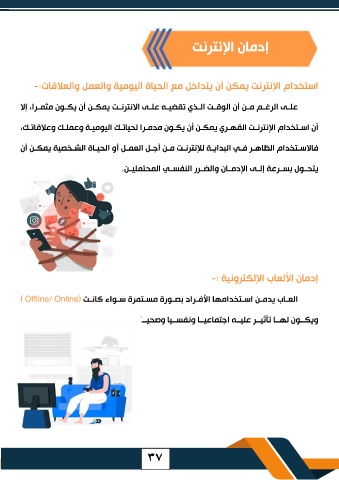 إدمان الإنترنت
استخدام الإنترنت يمكن أن يتداخل مع الحياة اليومية والعمل والعلاقات:-
على الرغم من أن الوقت الذي تقضيه على الانترنت يمكن أن يكون مثمرا، إلا
أن استخدام الإنترنت القهري يمكن أن يكون مدمرا لحياتك اليومية وعملك وعلاقاتك،
فالاستخدام الظاهر في البداية للإنترنت من أجل العمل أو الحياة الشخصية يمكن أن
يتحول بسرعة إلى الإدمان والضرر النفسي المحتملين.
إدمان الألعاب الإلكترونية :-
العاب يدمن استخدامها الأفراد بصورة مستمرة سواء كانت (Offline/ Online )
ويكون لها تأثير عليه اجتماعيا ونفسيا وصحيا
٣٧